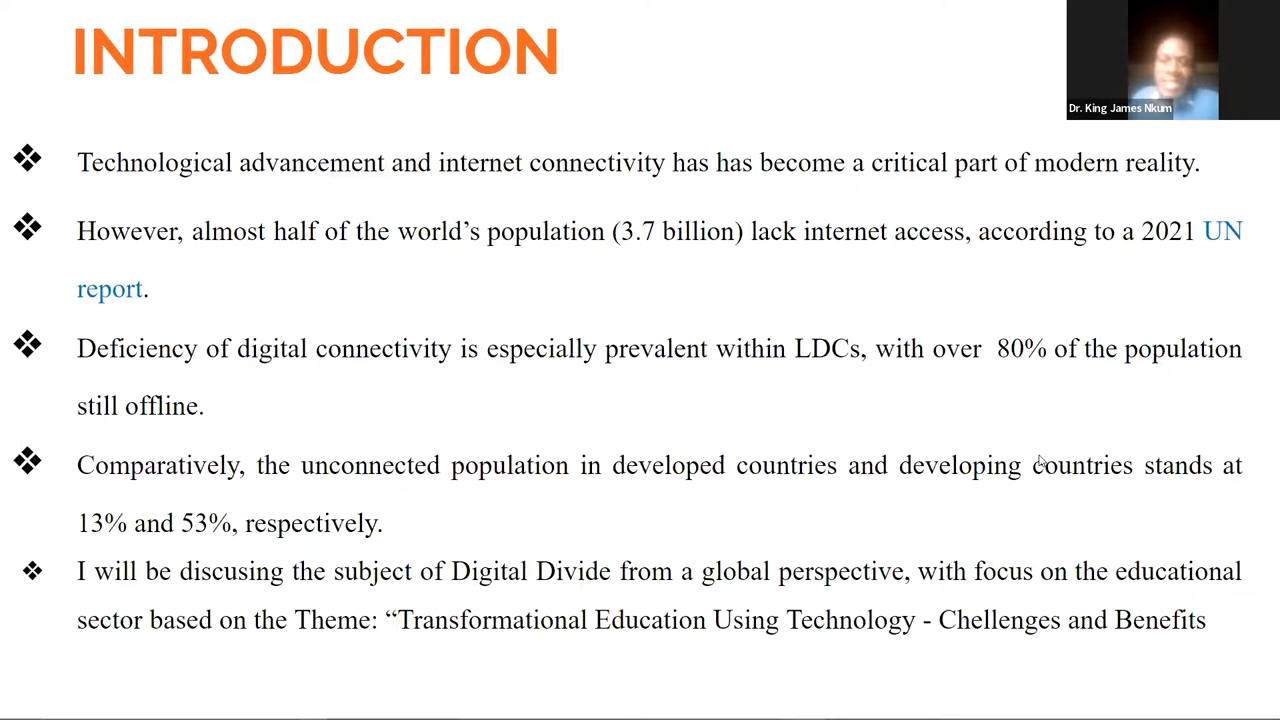 INTRODUCTION
Dr. King James Nkum
❖ Technological advancement and internet connectivity has has become a critical part of modern reality.
❖ However, almost half of the world’s population (3.7 billion) lack internet access, according to a 2021 UN
report.
❖ Deficiency of digital connectivity is especially prevalent within LDCs, with over 80% of the population
still offline.
❖ Comparatively, the unconnected population in developed countries and developing countries stands at
13% and 53%, respectively.
❖ I will be discusing the subject of Digital Divide from a global perspective, with focus on the educational
sector based on the Theme: “Transformational Education Using Technology - Chellenges and Benefits